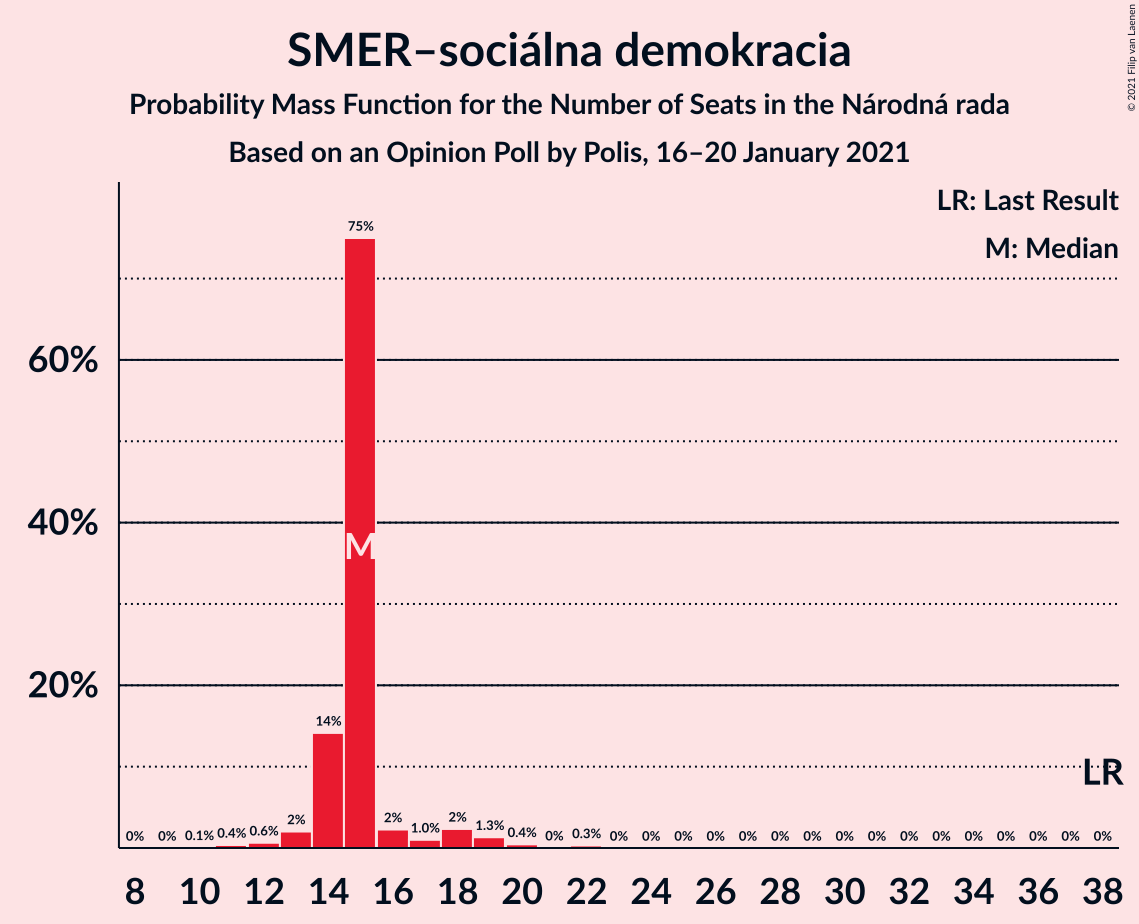 SMER–sociálna demokracia
Probability Mass Function for the Number of Seats in the Národná rada
Based on an Opinion Poll by Polis, 16–20 January 2021
© 2021 Filip van Laenen
LR: Last Result
M: Median
60%
40%
20%
0% 0% 0.1% 0.4% 0.6% 2% 14% 75% 2% 1.0% 2% 1.3% 0.4% 0% 0.3% 0% 0% 0% 0% 0% 0% 0% 0% 0% 0% 0% 0% 0% 0% 0% 0%
M
LR
8 10 12 14 16 18 20 22 24 26 28 30 32 34 36 38